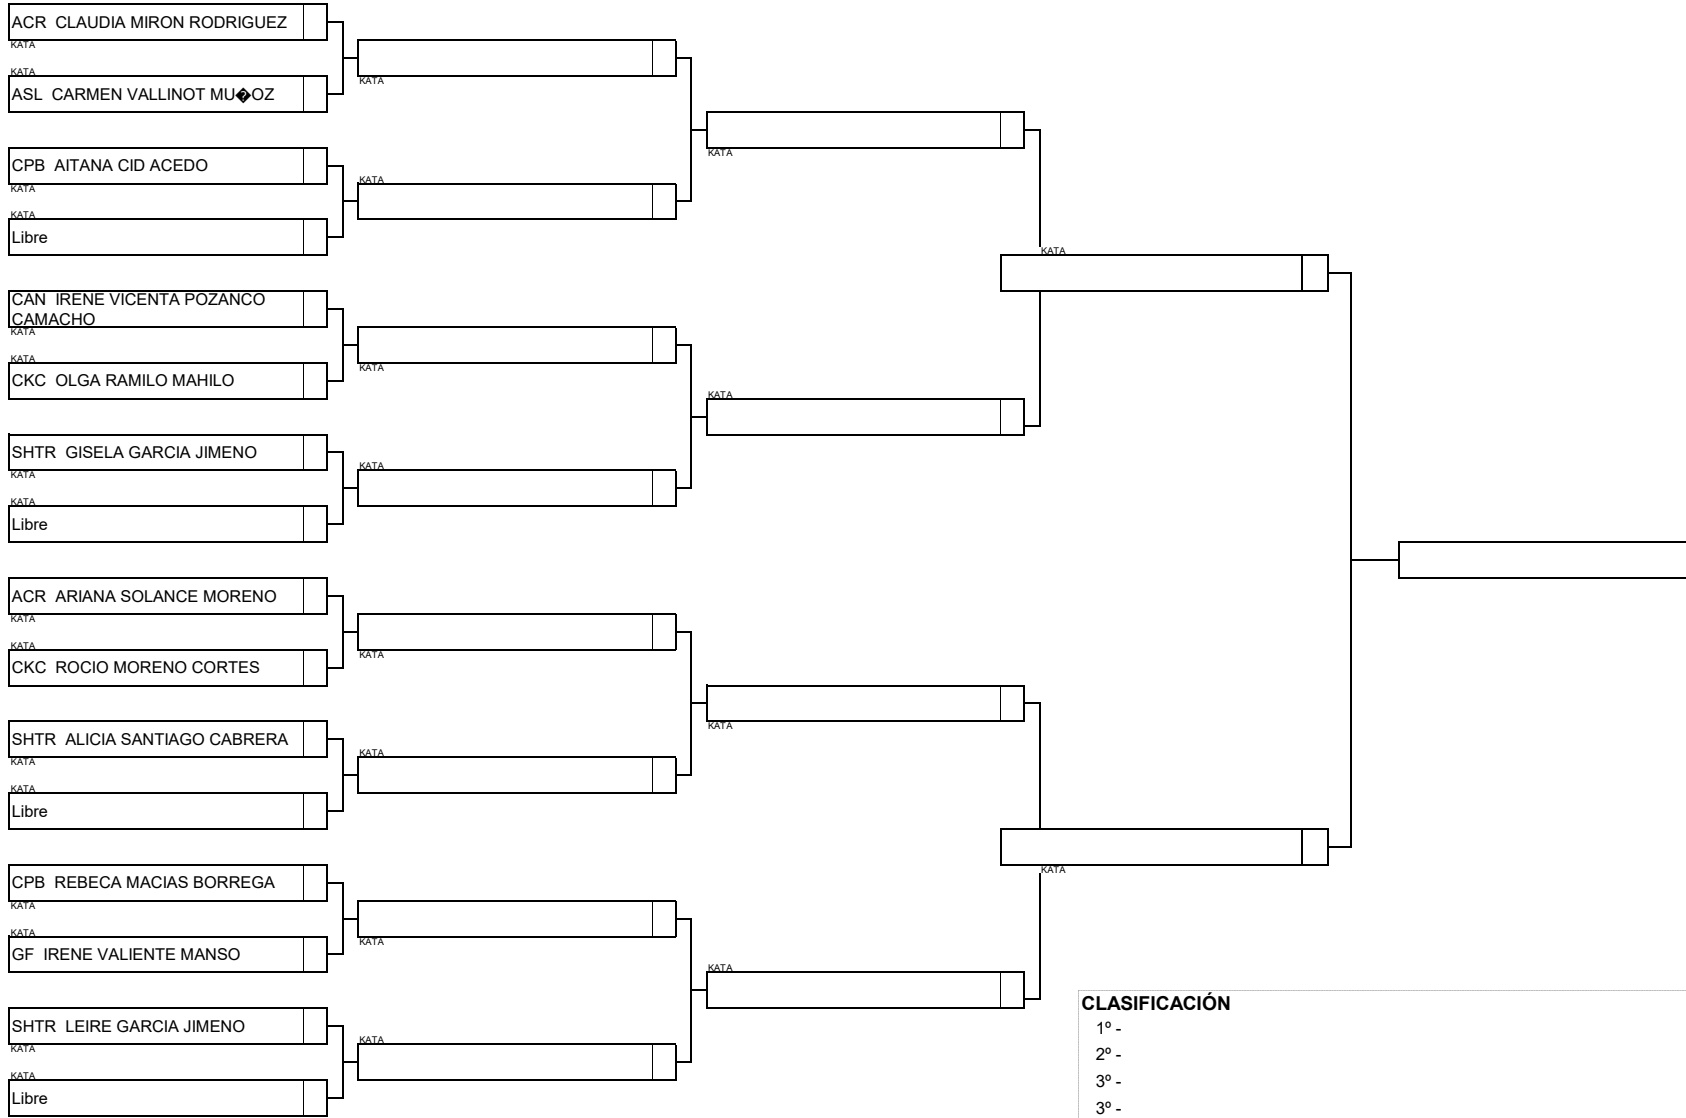 ACR CLAUDIA MIRON RODRIGUEZ
KATA
KATA
ASL CARMEN VALLINOT MU�OZ
KATA
CPB AITANA CID ACEDO
KATA
KATA
Libre
KATA
KATA
CAN IRENE VICENTA POZANCO
CAMACHO
KATA
KATA
CKC OLGA RAMILO MAHILO
KATA
SHTR GISELA GARCIA JIMENO
KATA
KATA
Libre
KATA
KATA
KATA
ACR ARIANA SOLANCE MORENO
KATA
KATA
CKC ROCIO MORENO CORTES
KATA
SHTR ALICIA SANTIAGO CABRERA
KATA
KATA
Libre
KATA
KATA
CPB REBECA MACIAS BORREGA
KATA
KATA
GF IRENE VALIENTE MANSO
KATA
SHTR LEIRE GARCIA JIMENO
KATA
KATA
Libre
KATA
KATA
KATA
CLASIFICACIÓN
1º -
2º -
3º -
3º -